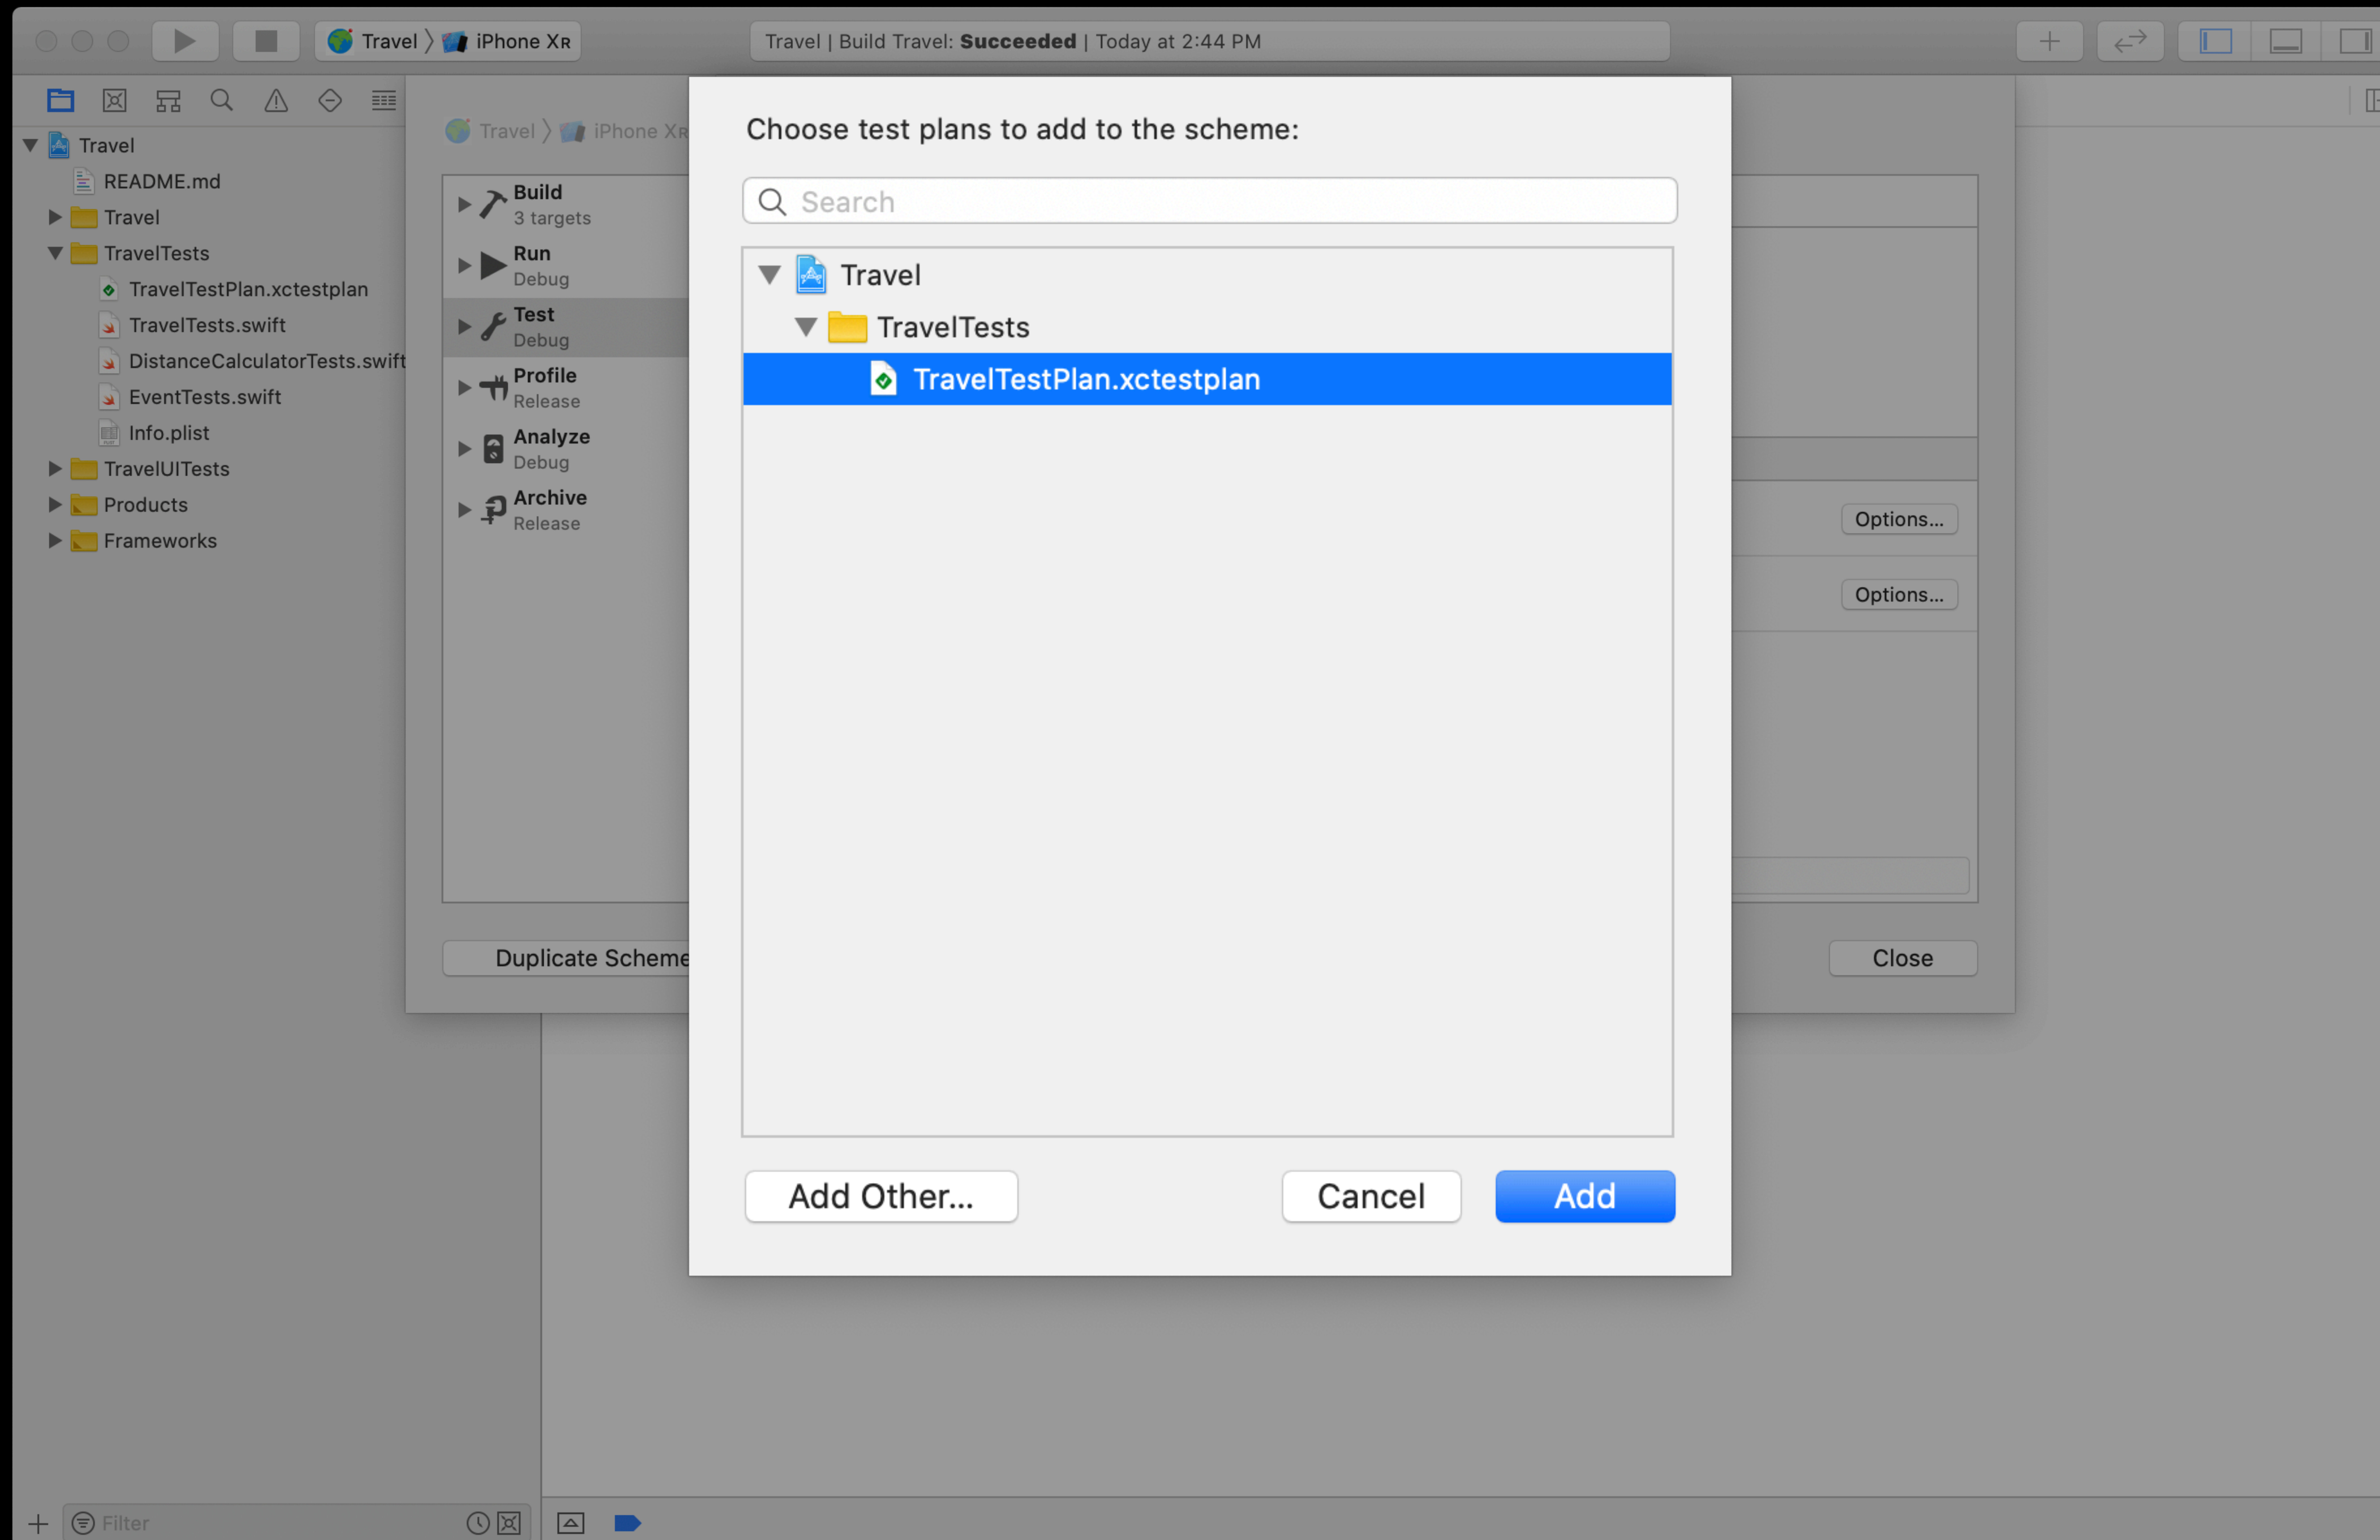 Travel 〉 iPhone XR
Travel | Build Travel: Succeeded | Today at 2:44 PM
Travel
README.md
Travel
TravelTests
TravelTestPlan.xctestplan
TravelTests.swift
DistanceCalculatorTests.swift
EventTests.swift
Info.plist
TravelUITests
Products
Frameworks
Filter
Travel 〉 iPhone XR
Build
3 targets
Run
Debug
Test
Debug
Profile
Release
Analyze
Debug
Archive
Release
Duplicate Scheme
Choose test plans to add to the scheme:
Search
Travel
TravelTests
TravelTestPlan.xctestplan
Add Other...
Cancel
Add
Options...
Options...
Close